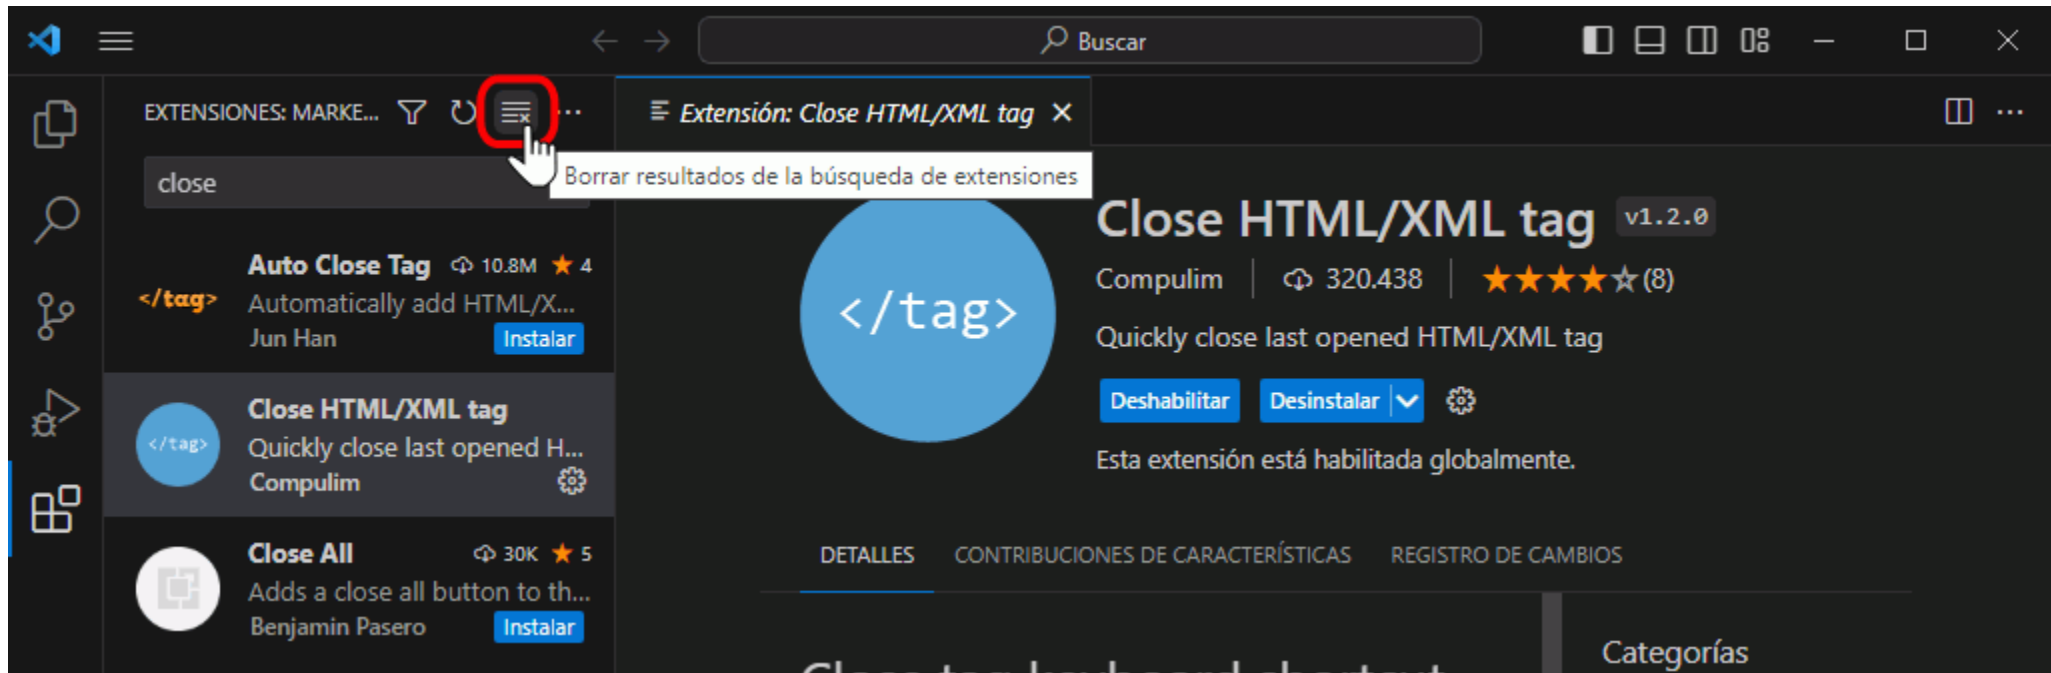 Buscar
EXTENSIONES: MARKE...
Extensión: Close HTML/XML tag
close
Borrar resultados de la búsqueda de extensiones
</tag>
Auto Close Tag 10.8M 4
Automatically add HTML/X...
Jun Han Instalar
</tag>
Close HTML/XML tag
Quickly close last opened H...
Compulim
Close All 30K 5
Adds a close all button to th...
Benjamin Pasero Instalar
</tag>
Close HTML/XML tag v1.2.0
Compulim 320.438 (8)
Quickly close last opened HTML/XML tag
Deshabilitar Desinstalar
Esta extensión está habilitada globalmente.
DETALLES CONTRIBUCIONES DE CARACTERÍSTICAS REGISTRO DE CAMBIOS
Close tag keyboard shortcut
Categorías